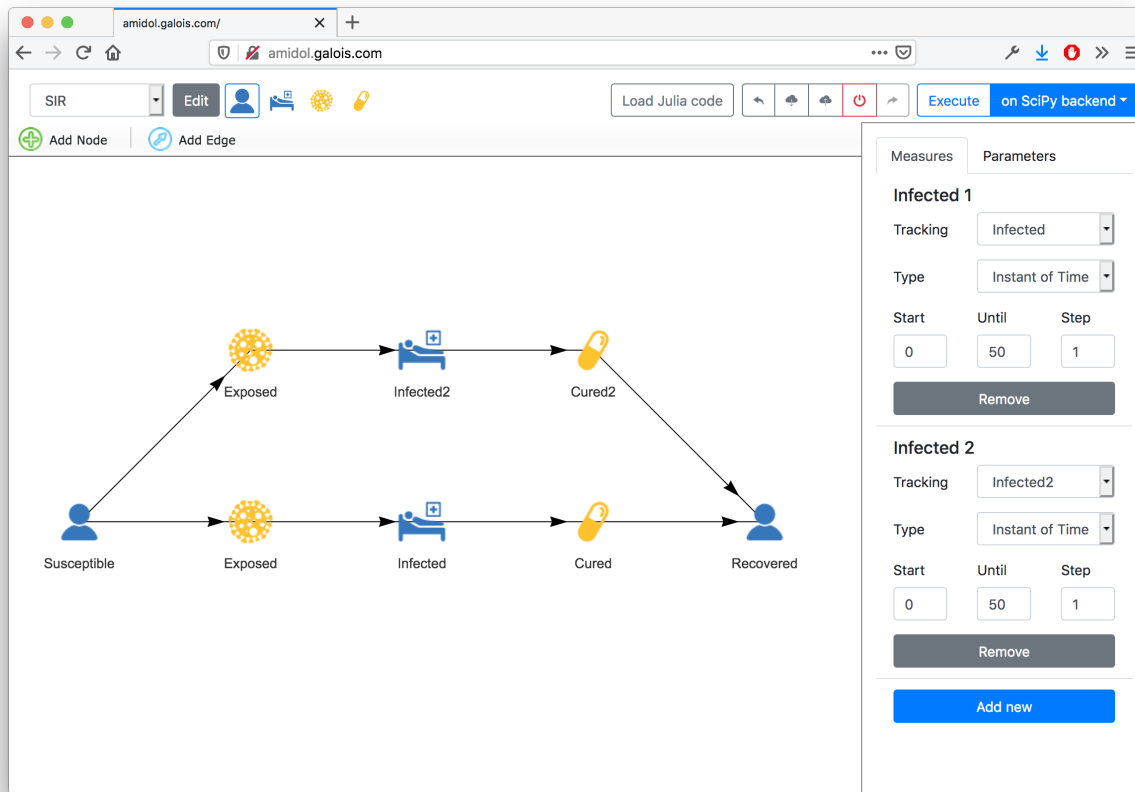 amidol.galois.com/
amidol.galois.com
SIR Edit Load Julia code Execute on SciPy backend
Add Node Add Edge
Measures Parameters
Infected 1
Tracking Infected
Type Instant of Time
Start Until Step
0 50 1
Remove
Infected 2
Tracking Infected2
Type Instant of Time
Start Until Step
0 50 1
Remove
Add new
Exposed Infected2 Cured2
Susceptible Exposed Infected Cured Recovered